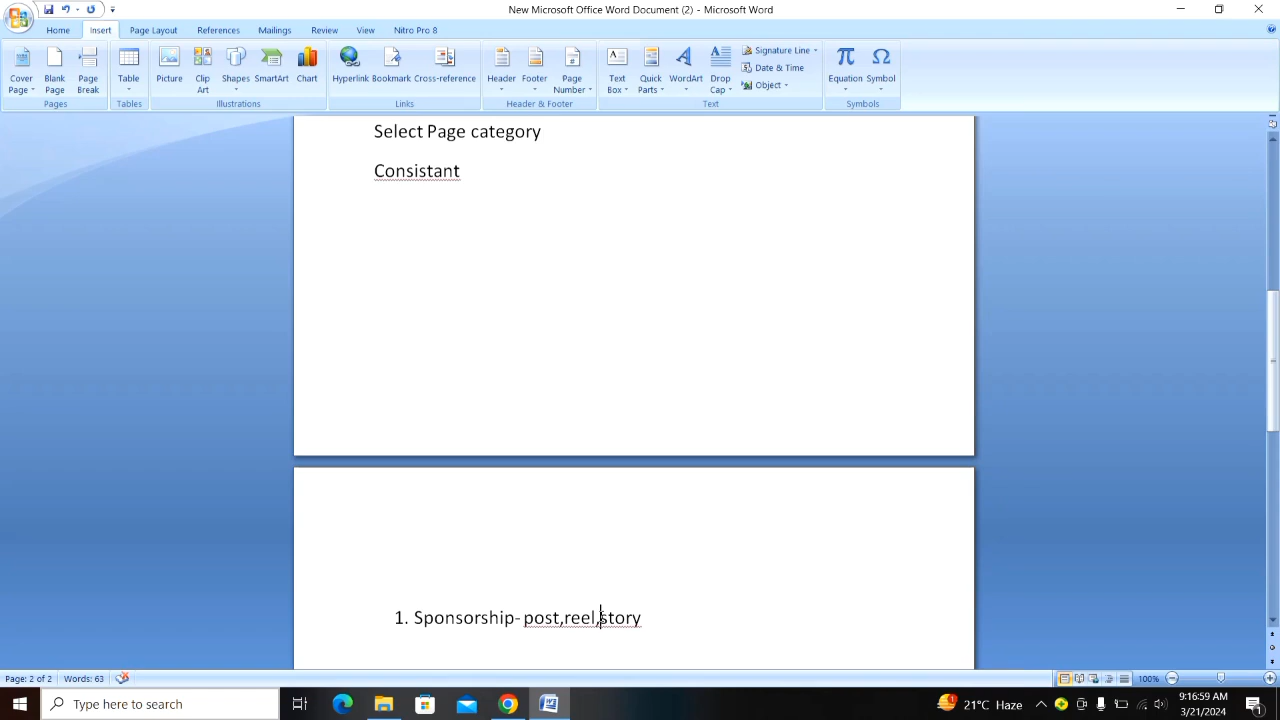 New Microsoft Office Word Document (2) - Microsoft Word
Home Insert Page Layout References Mailings Review View Nitro Pro 8
Cover Page
Blank Page
Page Break
Table
Picture
Clip Art
Shapes
SmartArt
Chart
Hyperlink
Bookmark
Cross-reference
Header
Footer
Page Number
Text Box
Quick Parts
WordArt
Drop Cap
Signature Line
Date & Time
Object
Equation
Symbol
Pages Tables Illustrations Links Header & Footer Text Symbols
Select Page category
Consistant
1. Sponsorship- post,reel,story
Page: 2 of 2 Words: 63 100%
Type here to search
21°C Haze
9:16:59 AM
3/21/2024